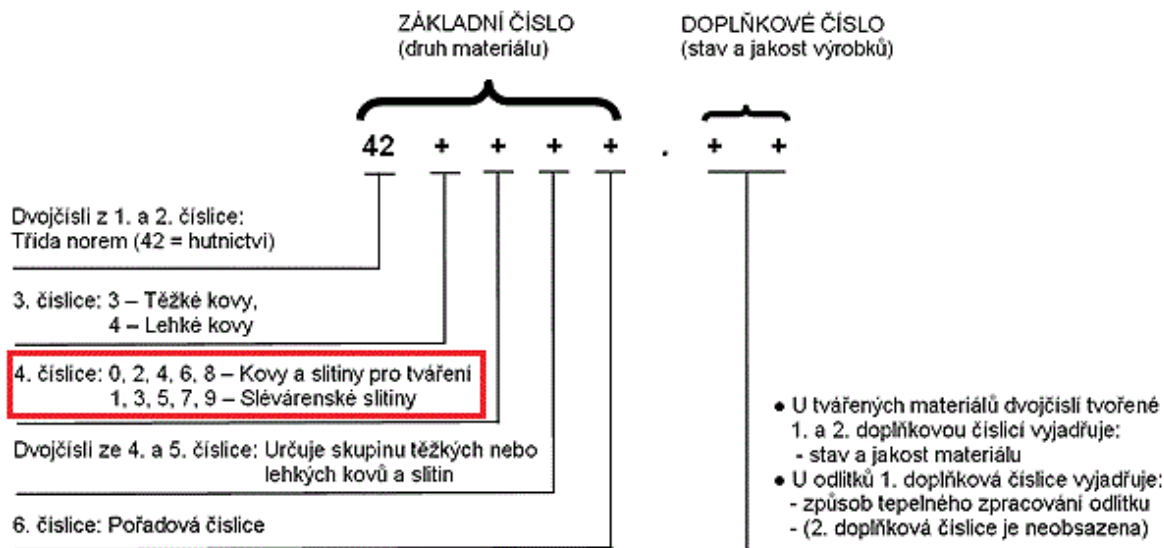 ZÁKLADNÍ ČÍSLO
(druh materiálu)
DOPLŇKOVÉ ČÍSLO
(stav a jakost výrobků)
42 + + + + . + +
Dvojčísli z 1. a 2. číslice:
Třída norem (42 = hutnictvi)
3. číslice: 3 – Těžké kovy,
4 – Lehké kovy
4. číslice: 0, 2, 4, 6, 8 – Kovy a slitiny pro tváření
1, 3, 5, 7, 9 – Slévárenské slitiny
Dvojčísli ze 4. a 5. číslice: Určuje skupinu těžkých nebo
lehkých kovů a slitin
6. číslice: Pořadová číslice
● U tvářených materiálů dvojčíslí tvořené
1. a 2. doplňkovou číslicí vyjadřuje:
- stav a jakost materiálu
● U odlitků 1. doplňková číslice vyjadřuje:
- způsob tepelného zpracování odlitku
- (2. doplňková číslice je neobsazena)